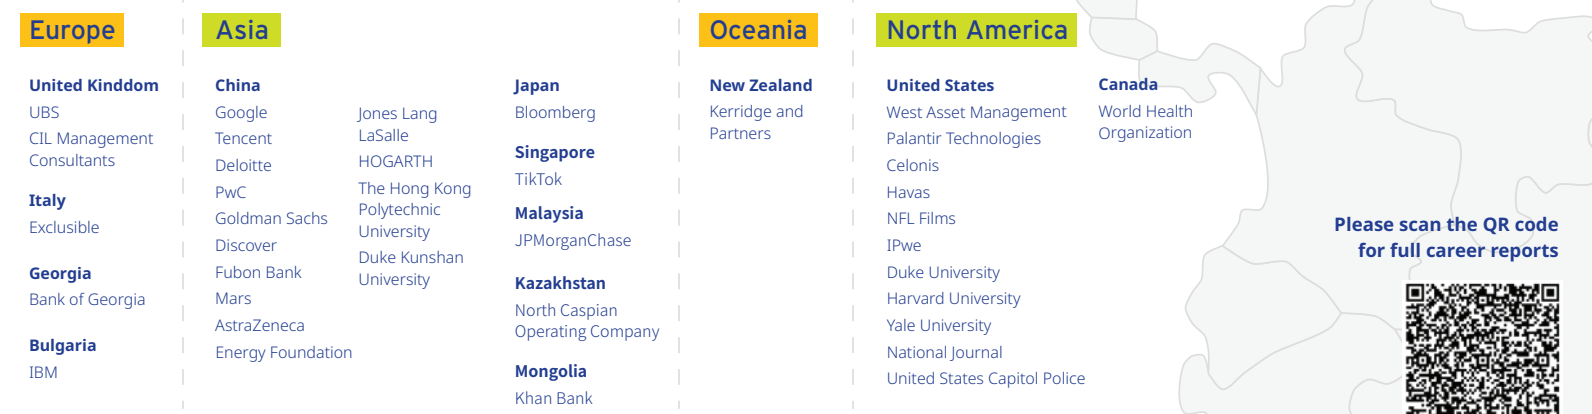 Europe
United Kinddom
UBS
CIL Management
Consultants
Italy
Exclusible
Georgia
Bank of Georgia
Bulgaria
IBM
Asia
China
Google
Tencent
Deloitte
PwC
Goldman Sachs
Discover
Fubon Bank
Mars
AstraZeneca
Energy Foundation
Jones Lang
LaSalle
HOGARTH
The Hong Kong
Polytechnic
University
Duke Kunshan
University
Japan
Bloomberg
Singapore
TikTok
Malaysia
JPMorganChase
Kazakhstan
North Caspian
Operating Company
Mongolia
Khan Bank
Oceania
New Zealand
Kerridge and
Partners
North America
United States
West Asset Management
Palantir Technologies
Celonis
Havas
NFL Films
IPwe
Duke University
Harvard University
Yale University
National Journal
United States Capitol Police
Canada
World Health
Organization
Please scan the QR code
for full career reports